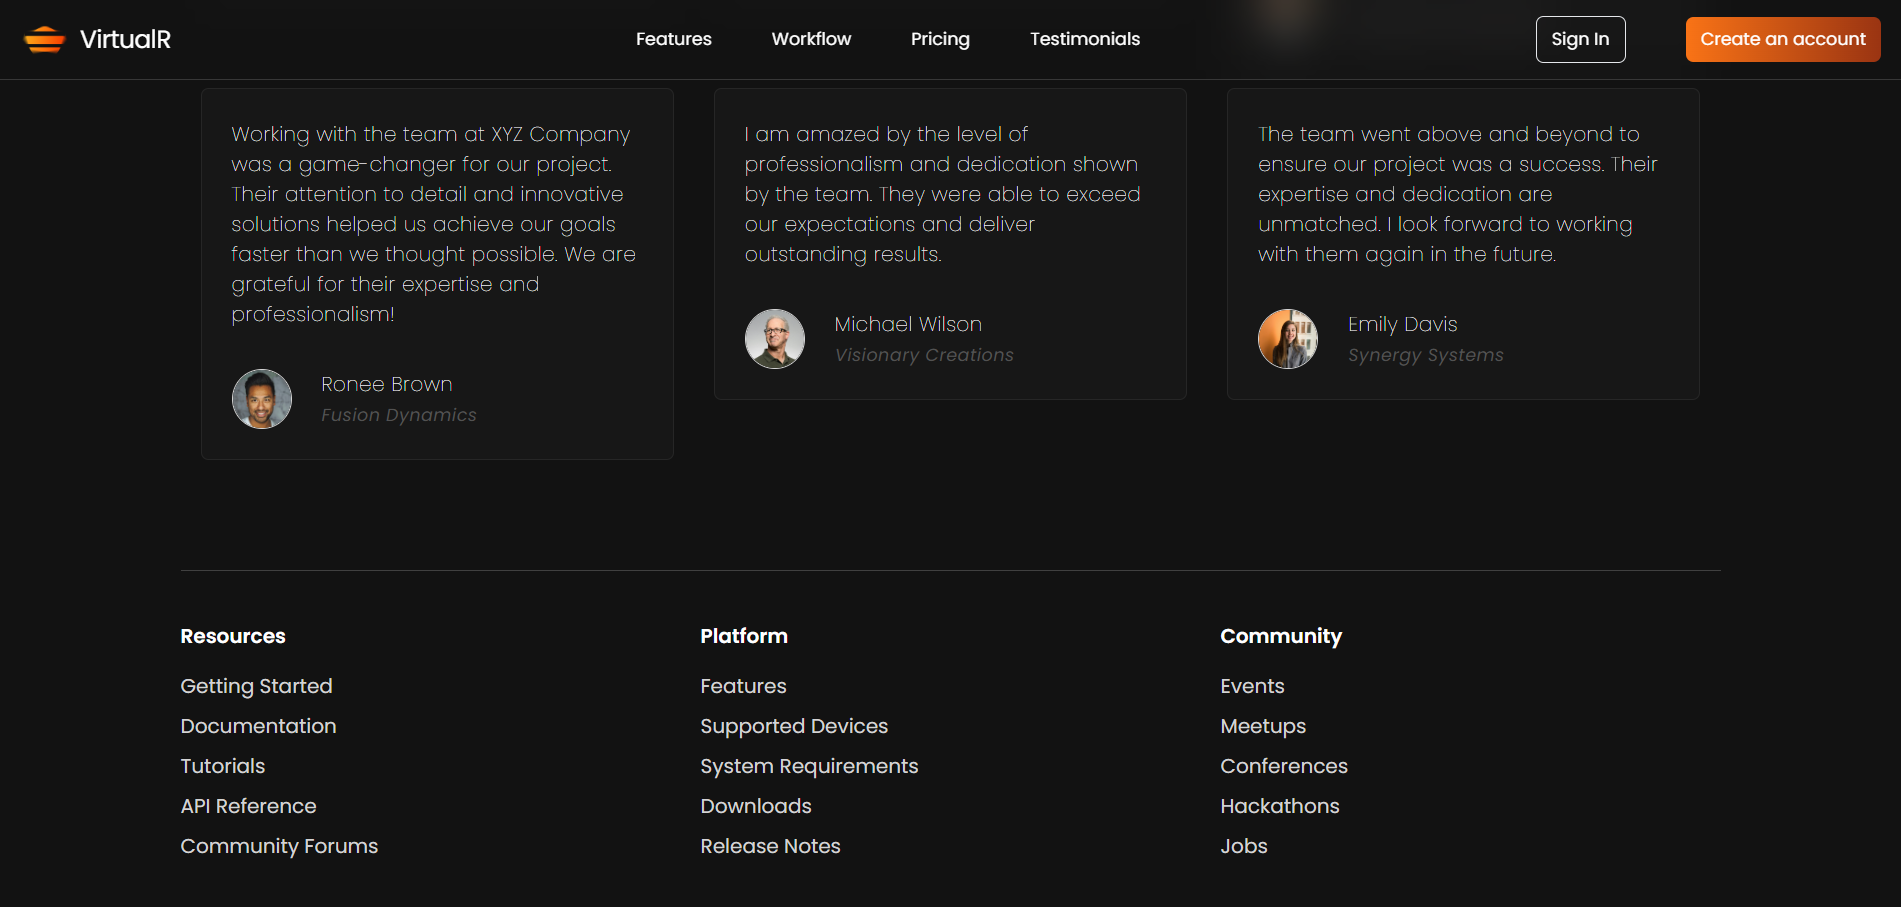 VirtualR
Features
Workflow
Pricing
Testimonials
Sign In
Create an account
Working with the team at XYZ Company
was a game-changer for our project.
Their attention to detail and innovative
solutions helped us achieve our goals
faster than we thought possible. We are
grateful for their expertise and
professionalism!
Ronee Brown
Fusion Dynamics
I am amazed by the level of
professionalism and dedication shown
by the team. They were able to exceed
our expectations and deliver
outstanding results.
Michael Wilson
Visionary Creations
The team went above and beyond to
ensure our project was a success. Their
expertise and dedication are
unmatched. I look forward to working
with them again in the future.
Emily Davis
Synergy Systems
Resources
Getting Started
Documentation
Tutorials
API Reference
Community Forums
Platform
Features
Supported Devices
System Requirements
Downloads
Release Notes
Community
Events
Meetups
Conferences
Hackathons
Jobs